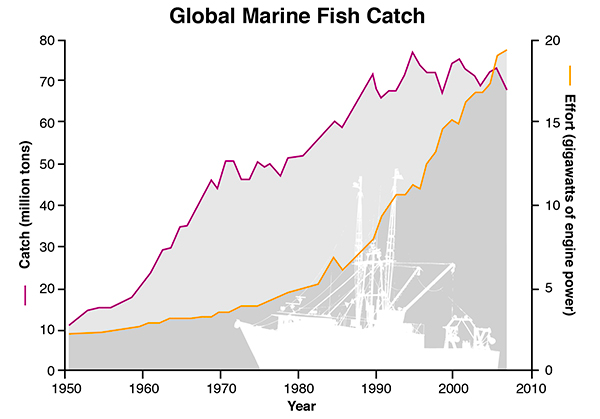 Global Marine Fish Catch
80
70
60
50
40
30
20
10
0
Catch (million tons)
20
15
10
5
0
Effort (gigawatts of engine power)
1950 1960 1970 1980 1990 2000 2010
Year